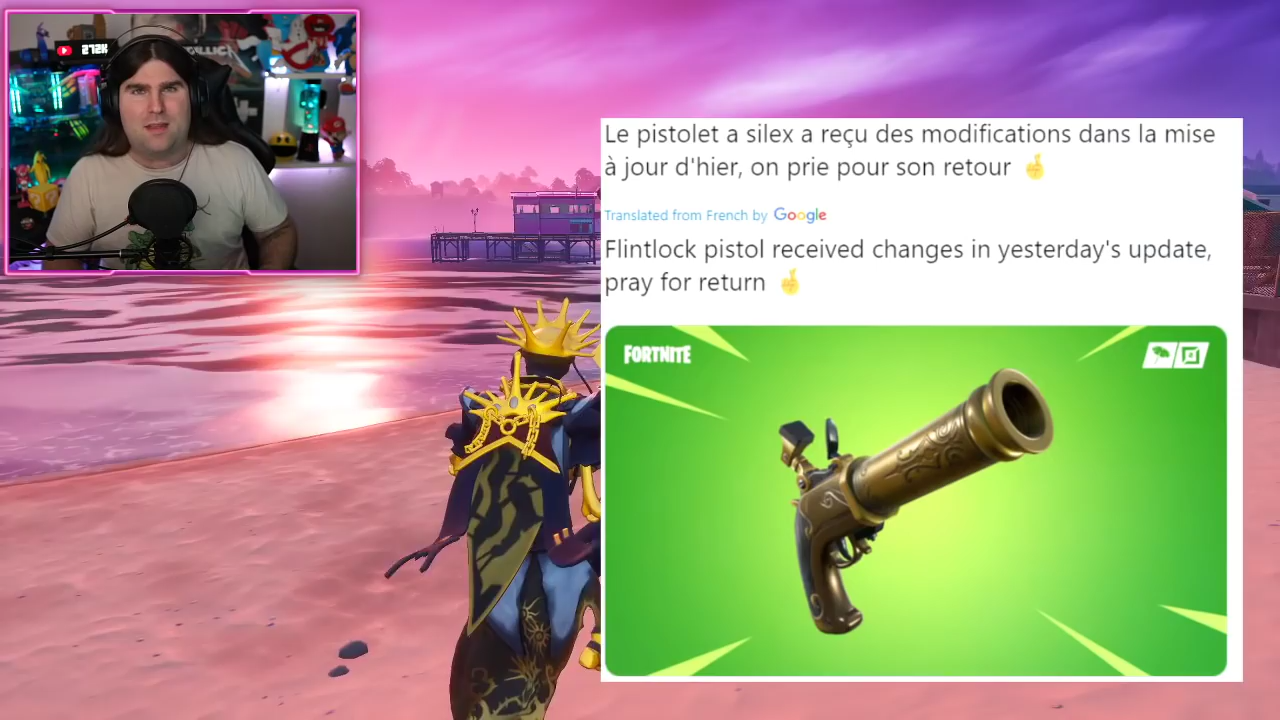 272K
Le pistolet a silex a reçu des modifications dans la mise
à jour d'hier, on prie pour son retour 🤞
Translated from French by Google
Flintlock pistol received changes in yesterday's update,
pray for return 🤞
FORTNITE